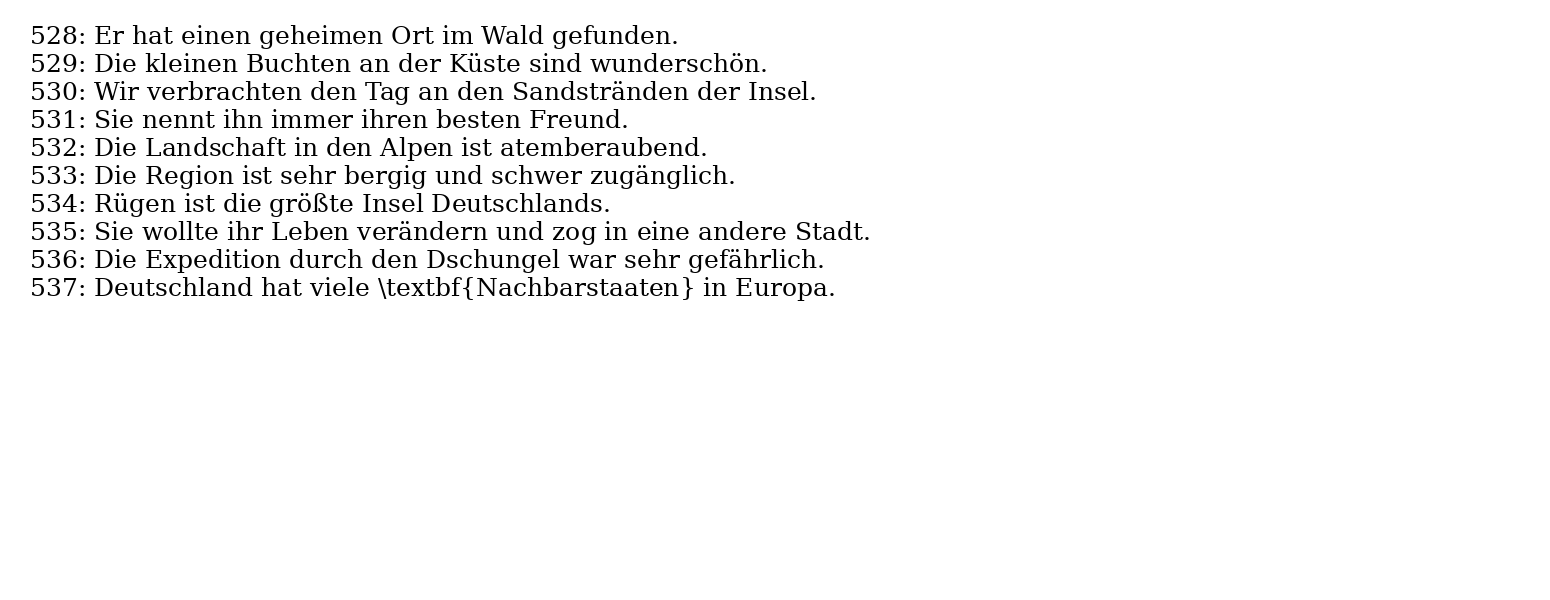 528: Er hat einen geheimen Ort im Wald gefunden.
529: Die kleinen Buchten an der Küste sind wunderschön.
530: Wir verbrachten den Tag an den Sandstränden der Insel.
531: Sie nennt ihn immer ihren besten Freund.
532: Die Landschaft in den Alpen ist atemberaubend.
533: Die Region ist sehr bergig und schwer zugänglich.
534: Rügen ist die größte Insel Deutschlands.
535: Sie wollte ihr Leben verändern und zog in eine andere Stadt.
536: Die Expedition durch den Dschungel war sehr gefährlich.
537: Deutschland hat viele \textbf{Nachbarstaaten} in Europa.